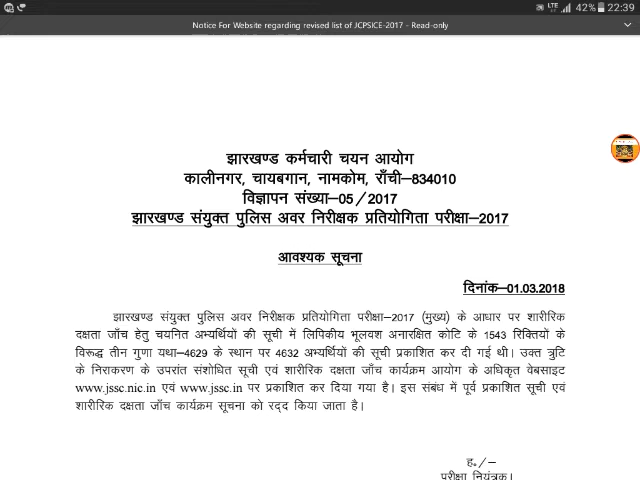 LTE 42% 22:39
Notice For Website regarding revised list of JCPSICE-2017 - Read-only
झारखण्ड कर्मचारी चयन आयोग
कालीनगर, चायबगान, नामकोम, राँची–834010
विज्ञापन संख्या–05/2017
झारखण्ड संयुक्त पुलिस अवर निरीक्षक प्रतियोगिता परीक्षा–2017
आवश्यक सूचना
दिनांक–01.03.2018
झारखण्ड संयुक्त पुलिस अवर निरीक्षक प्रतियोगिता परीक्षा–2017 (मुख्य) के आधार पर शारीरिक
दक्षता जाँच हेतु चयनित अभ्यर्थियों की सूची में लिपिकीय भूलवश अनारक्षित कोटि के 1543 रिक्तियों के
विरूद्ध तीन गुणा यथा–4629 के स्थान पर 4632 अभ्यर्थियों की सूची प्रकाशित कर दी गई थी। उक्त त्रुटि
के निराकरण के उपरांत संशोधित सूची एवं शारीरिक दक्षता जाँच कार्यक्रम आयोग के अधिकृत वेबसाइट
www.jssc.nic.in एवं www.jssc.in पर प्रकाशित कर दिया गया है। इस संबंध में पूर्व प्रकाशित सूची एवं
शारीरिक दक्षता जाँच कार्यक्रम सूचना को रद्द किया जाता है।
ह./–
परीक्षा नियंत्रक।